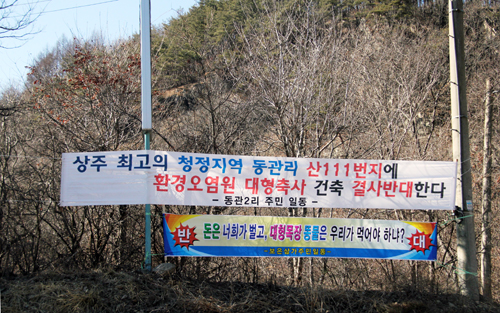 상주 최고의 청정지역 동관리 산111번지에
환경오염원 대형축사 건축 결사반대한다
- 동관2리 주민 일동 -
반 돈은 너희가 벌고, 대형목장 똥물은 우리가 먹어야 하나? 대